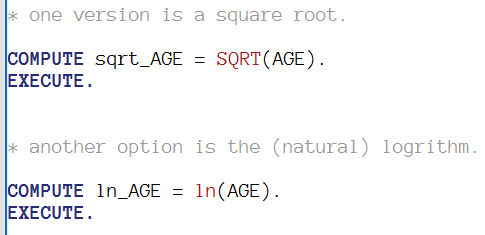 * one version is a square root.
COMPUTE sqrt_AGE = SQRT(AGE).
EXECUTE.
* another option is the (natural) logrithm.
COMPUTE ln_AGE = ln(AGE).
EXECUTE.